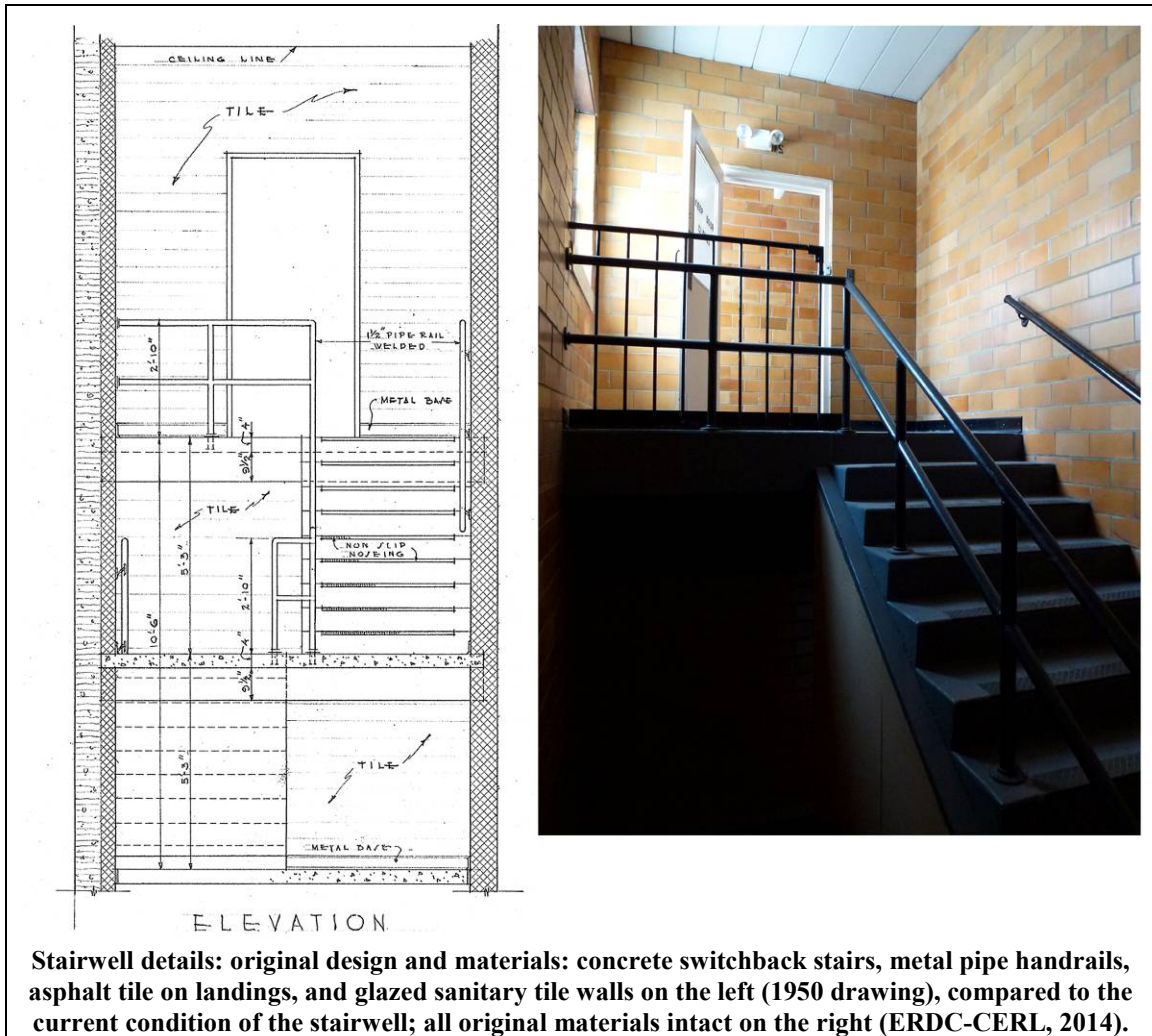 CEILING LINE
TILE
1½" PIPE RAIL
WELDED
2'-10"
METAL BASE
4"
9½"
TILE
NON SLIP
NOSEING
5'-3"
2'-10"
10'-6"
4"
9½"
5'-3"
TILE
METAL BASE
ELEVATION
Stairwell details: original design and materials: concrete switchback stairs, metal pipe handrails,
asphalt tile on landings, and glazed sanitary tile walls on the left (1950 drawing), compared to the
current condition of the stairwell; all original materials intact on the right (ERDC-CERL, 2014).